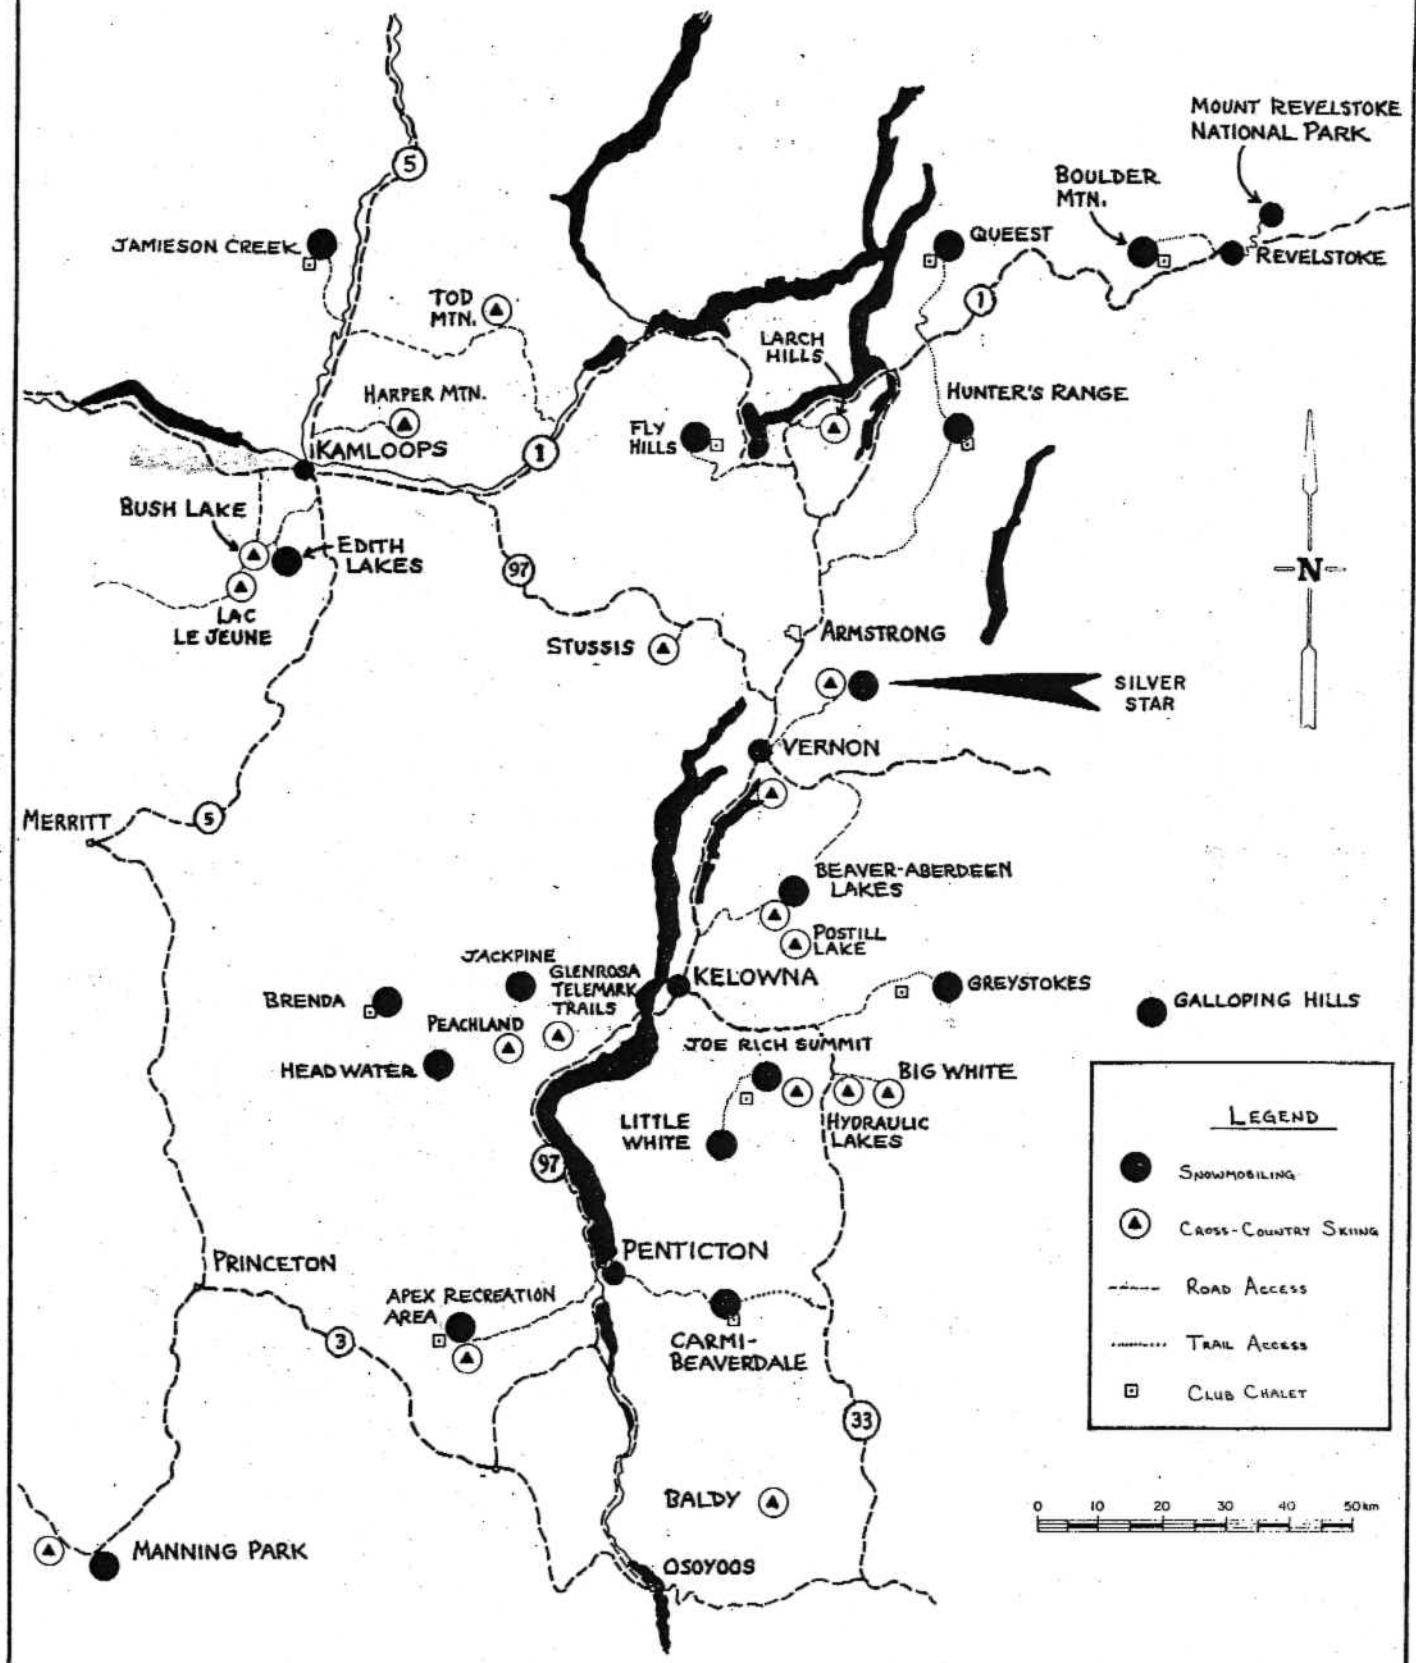 MOUNT REVELSTOKE
NATIONAL PARK
5
BOULDER
MTN.
JAMIESON CREEK
QUEEST
REVELSTOKE
TOD
MTN.
1
LARCH
HILLS
HARPER MTN.
HUNTER'S RANGE
FLY
HILLS
KAMLOOPS
1
BUSH LAKE
EDITH
LAKES
97
N
LAC
LE JEUNE
STUSSIS
ARMSTRONG
SILVER
STAR
VERNON
MERRITT
5
BEAVER-ABERDEEN
LAKES
POSTILL
LAKE
JACKPINE
GLENROSA
TELEMARK
TRAILS
KELOWNA
GREYSTOKES
BRENDA
GALLOPING HILLS
PEACHLAND
JOE RICH SUMMIT
HEADWATER
BIG WHITE
LITTLE
WHITE
HYDRAULIC
LAKES
97
LEGEND
SNOWMOBILING
CROSS-COUNTRY SKIING
ROAD ACCESS
TRAIL ACCESS
CLUB CHALET
PRINCETON
PENTICTON
APEX RECREATION
AREA
3
CARMI-
BEAVERDALE
33
BALDY
0 10 20 30 40 50 km
MANNING PARK
OSOYOOS